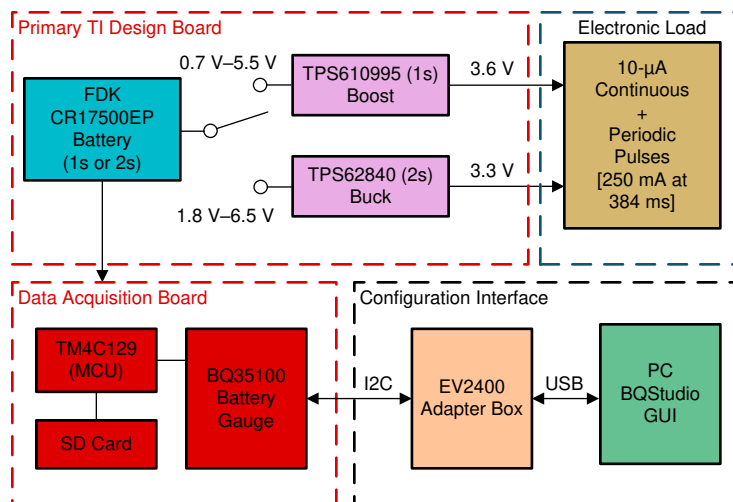 Primary TI Design Board
Electronic Load
FDK
CR17500EP
Battery
(1s or 2s)
0.7 V–5.5 V
TPS610995 (1s)
Boost
3.6 V
1.8 V–6.5 V
TPS62840 (2s)
Buck
3.3 V
10-µA
Continuous
+
Periodic
Pulses
[250 mA at
384 ms]
Data Acquisition Board
Configuration Interface
TM4C129
(MCU)
SD Card
BQ35100
Battery
Gauge
I2C
EV2400
Adapter Box
USB
PC
BQStudio
GUI